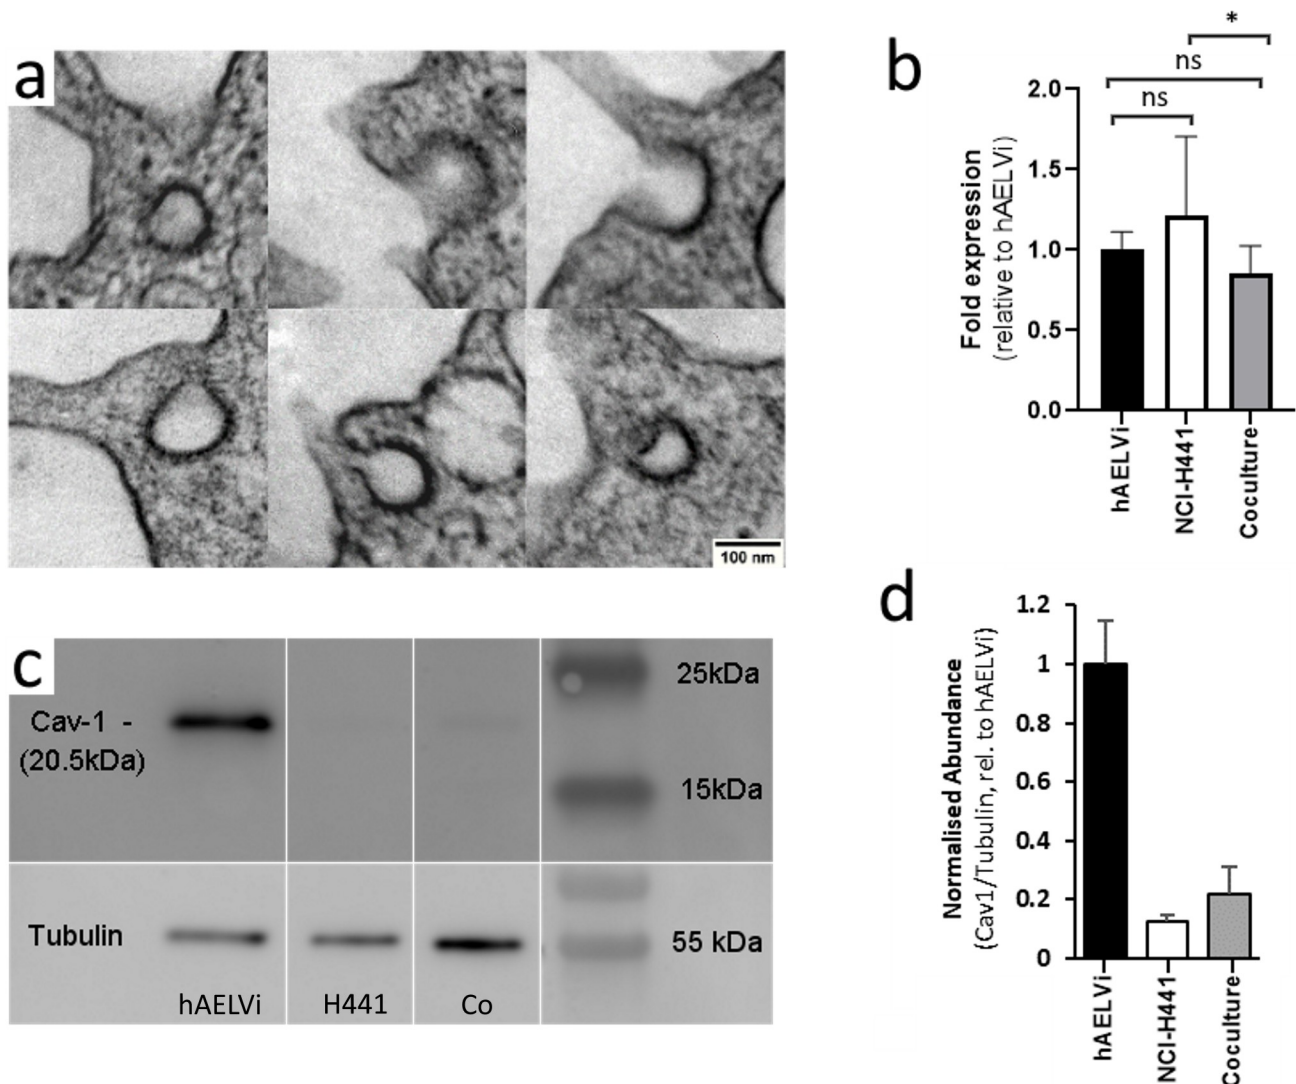 a
100 nm
b
*
ns
ns
Fold expression
(relative to hAELVi)
2.0
1.5
1.0
0.5
0.0
hAELVi
NCI-H441
Coculture
c
Cav-1 -
(20.5kDa)
25kDa
15kDa
Tubulin
55 kDa
hAELVi
H441
Co
d
Normalised Abundance
(Cav1/Tubulin, rel. to hAELVi)
1.2
1
0.8
0.6
0.4
0.2
0
hAELVi
NCI-H441
Coculture